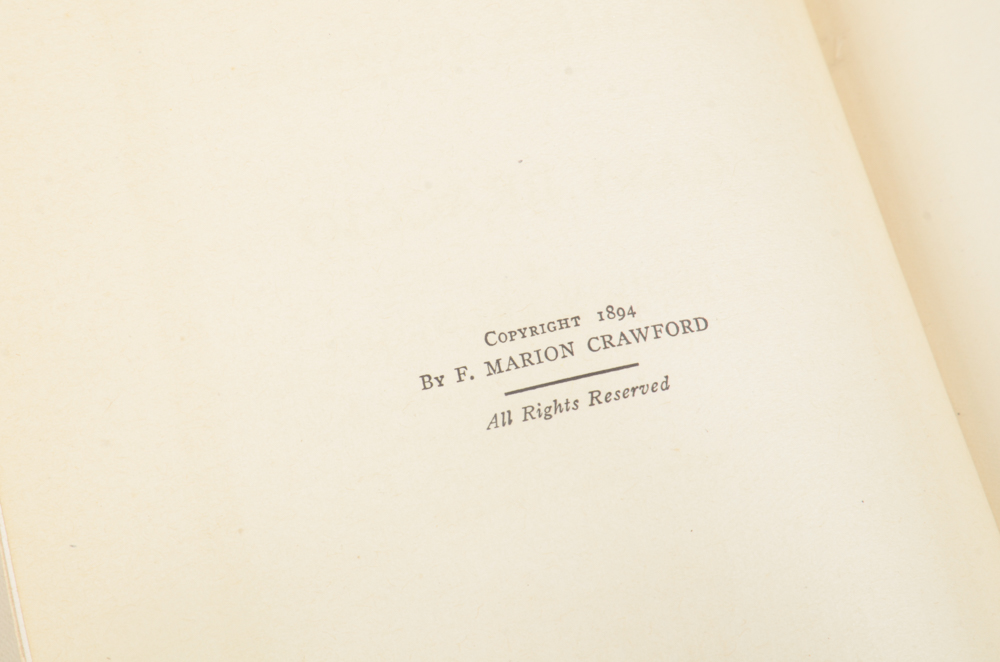 COPYRIGHT 1894
BY F. MARION CRAWFORD
All Rights Reserved